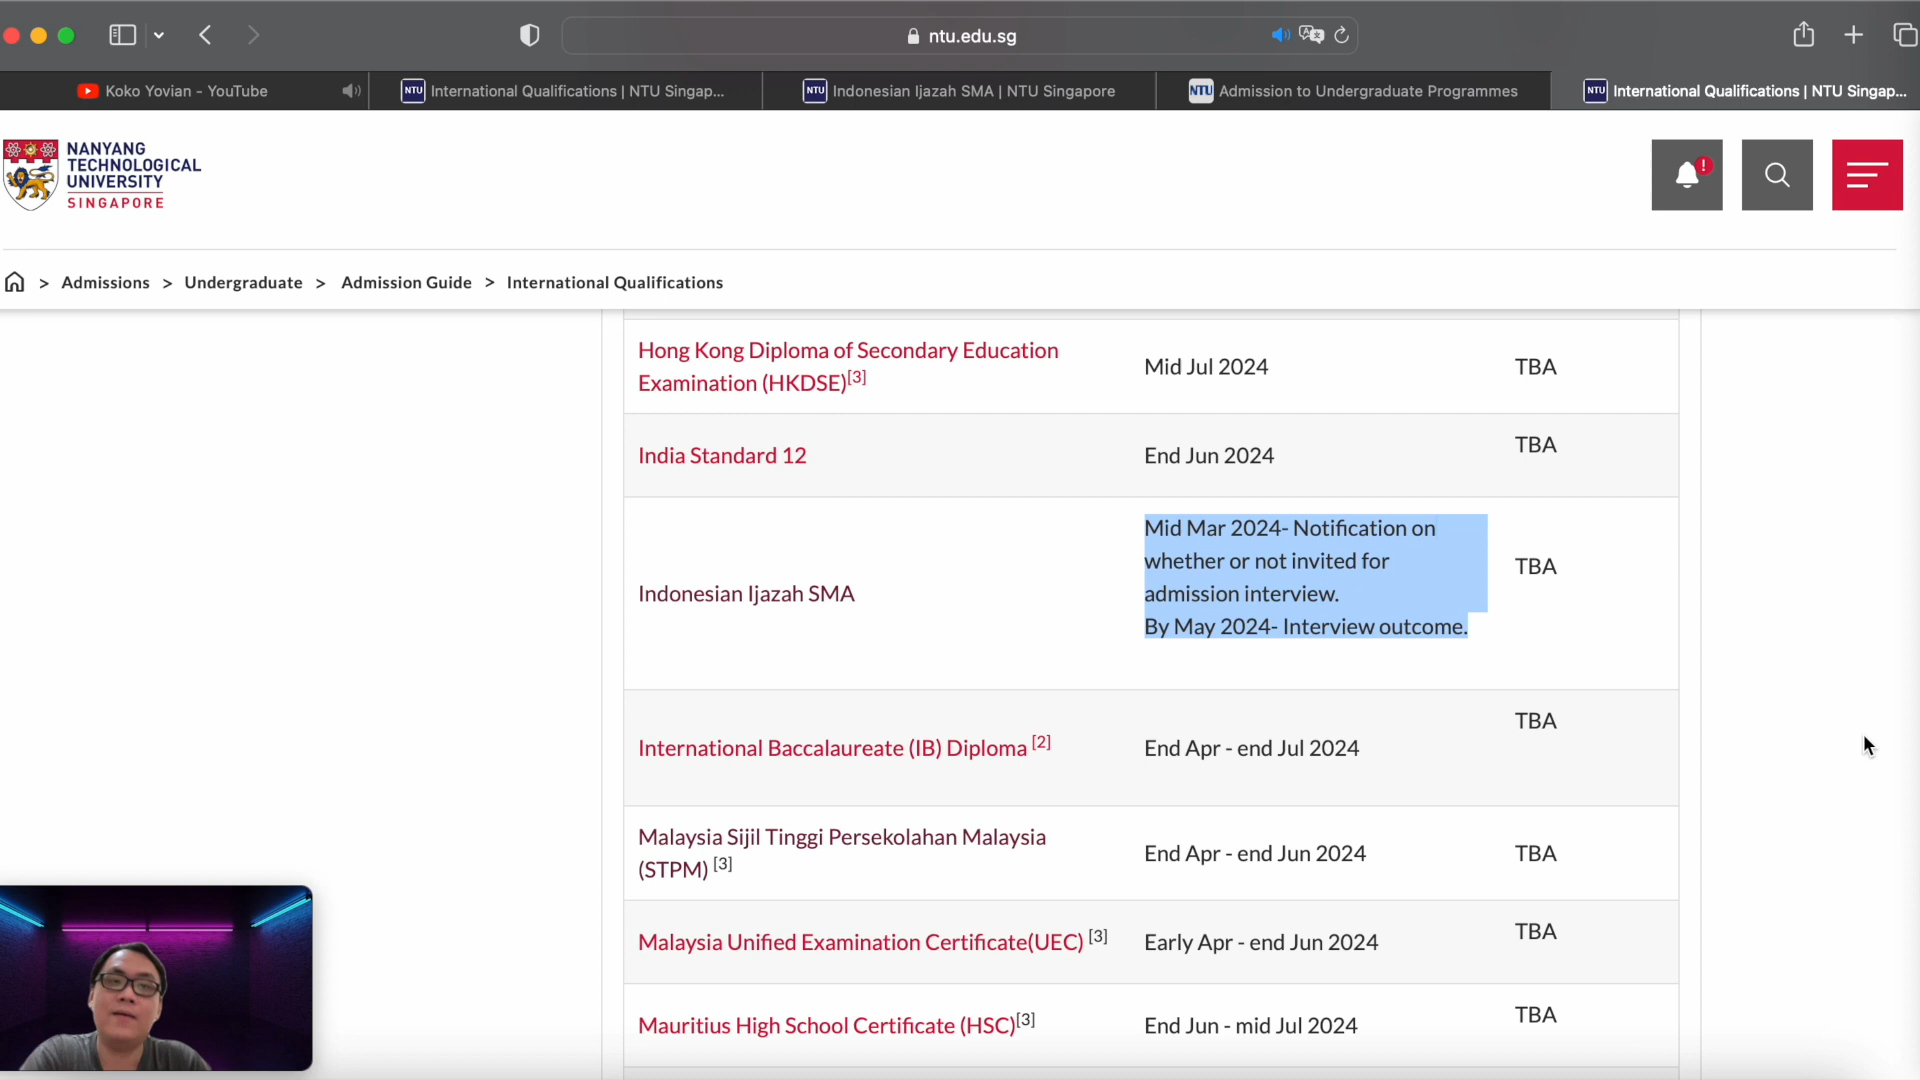 ntu.edu.sg
Koko Yovian - YouTube
NTU International Qualifications | NTU Singap...
NTU Indonesian Ijazah SMA | NTU Singapore
NTU Admission to Undergraduate Programmes
NTU International Qualifications | NTU Singap...
NANYANG
TECHNOLOGICAL
UNIVERSITY
SINGAPORE
!
> Admissions > Undergraduate > Admission Guide > International Qualifications
Hong Kong Diploma of Secondary Education
Examination (HKDSE)[3]
Mid Jul 2024
TBA
India Standard 12
End Jun 2024
TBA
Indonesian Ijazah SMA
Mid Mar 2024- Notification on
whether or not invited for
admission interview.
By May 2024- Interview outcome.
TBA
International Baccalaureate (IB) Diploma [2]
End Apr - end Jul 2024
TBA
Malaysia Sijil Tinggi Persekolahan Malaysia
(STPM) [3]
End Apr - end Jun 2024
TBA
Malaysia Unified Examination Certificate(UEC) [3]
Early Apr - end Jun 2024
TBA
Mauritius High School Certificate (HSC)[3]
End Jun - mid Jul 2024
TBA